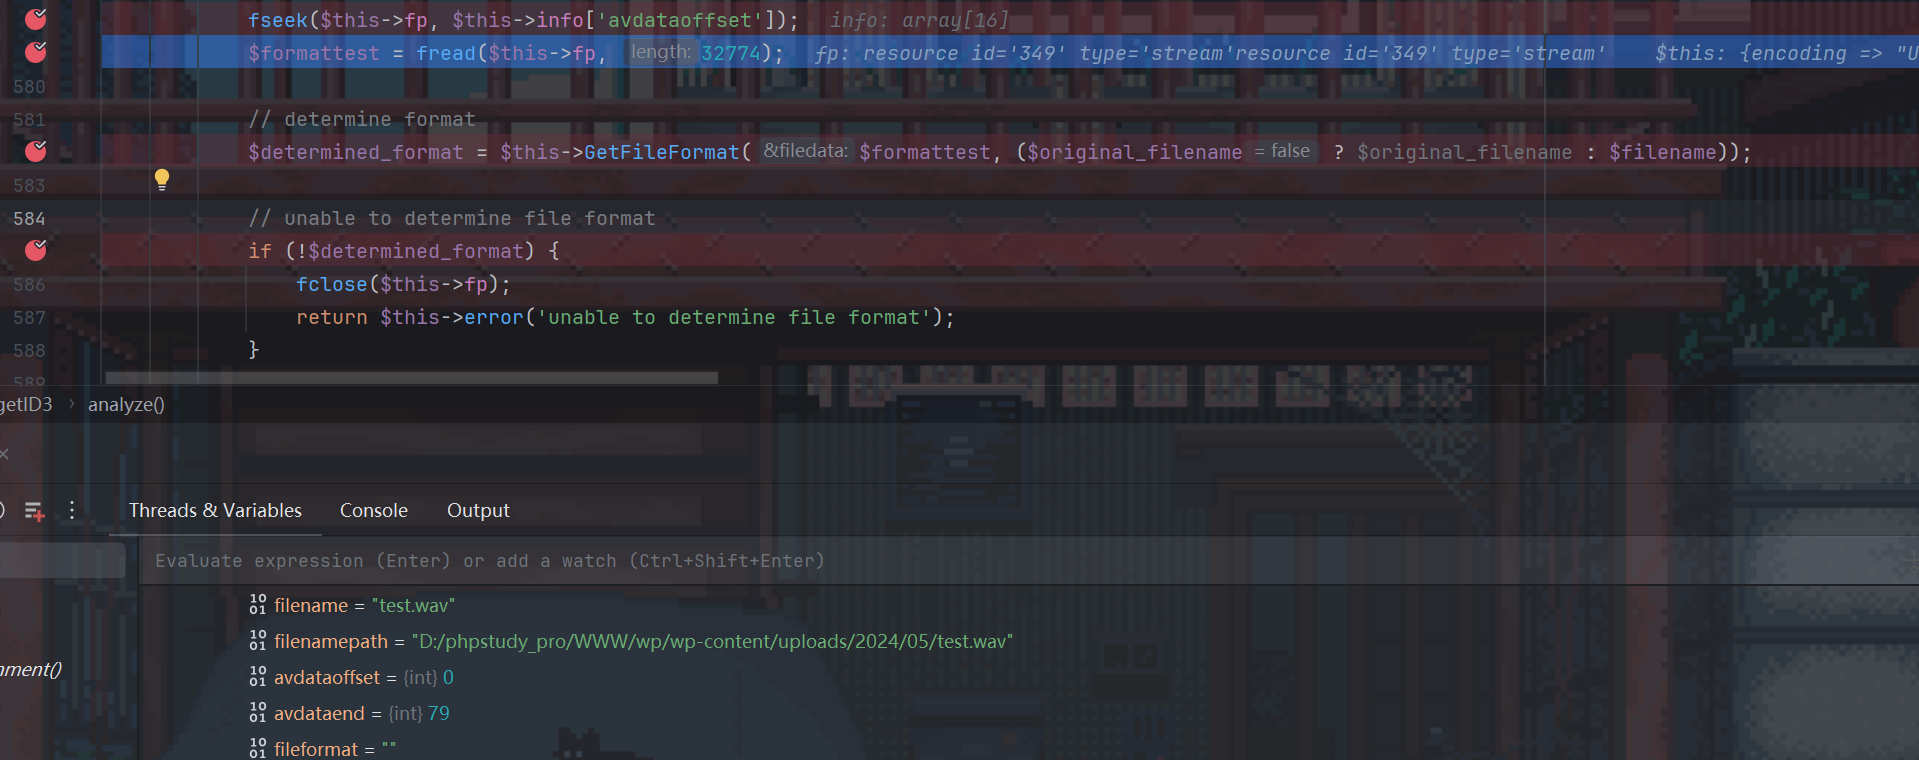 fseek($this->fp, $this->info['avdataoffset']); info: array[16]
$formattest = fread($this->fp, length: 32774); fp: resource id='349' type='stream'resource id='349' type='stream' $this: {encoding => "U
580
581 // determine format
$determined_format = $this->GetFileFormat( &filedata: $formattest, ($original_filename = false ? $original_filename : $filename));
583
584 // unable to determine file format
if (!$determined_format) {
586 fclose($this->fp);
587 return $this->error('unable to determine file format');
588 }
589
getID3 › analyze()
Threads & Variables Console Output
Evaluate expression (Enter) or add a watch (Ctrl+Shift+Enter)
filename = "test.wav"
filenamepath = "D:/phpstudy_pro/WWW/wp/wp-content/uploads/2024/05/test.wav"
nment()
avdataoffset = {int} 0
avdataend = {int} 79
fileformat = ""